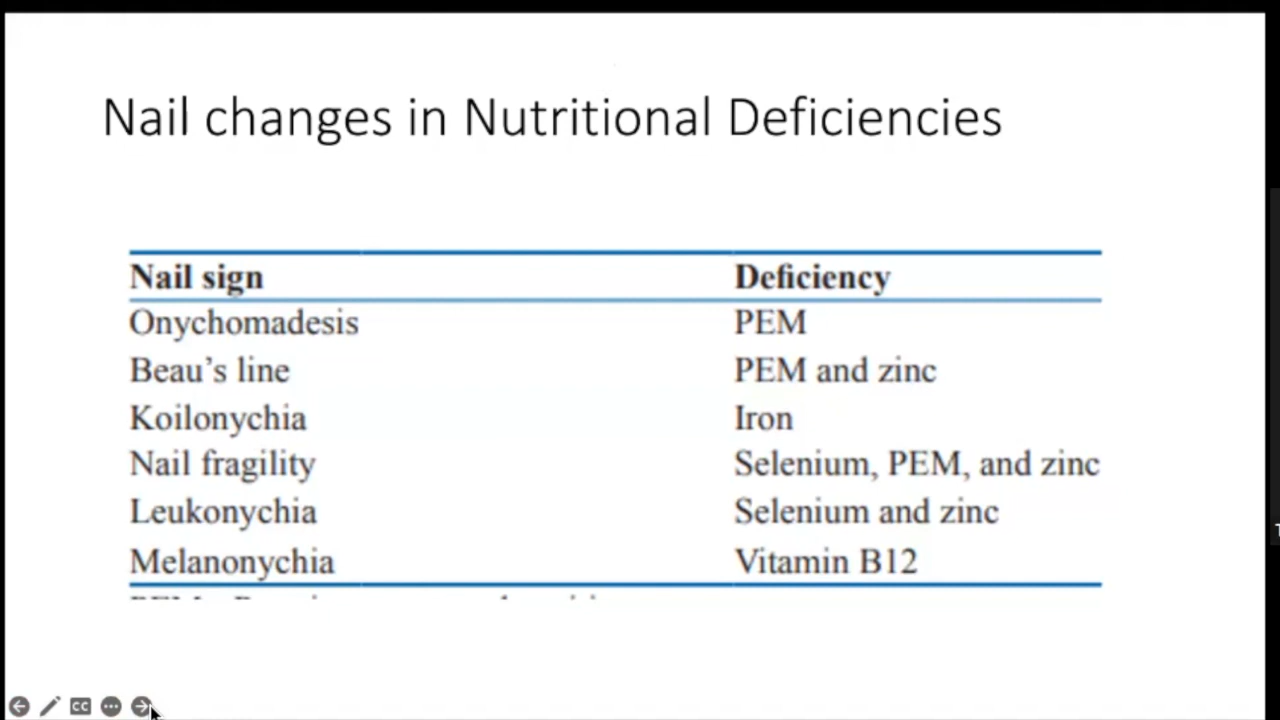 Nail changes in Nutritional Deficiencies
Nail sign Deficiency
Onychomadesis PEM
Beau's line PEM and zinc
Koilonychia Iron
Nail fragility Selenium, PEM, and zinc
Leukonychia Selenium and zinc
Melanonychia Vitamin B12
CC